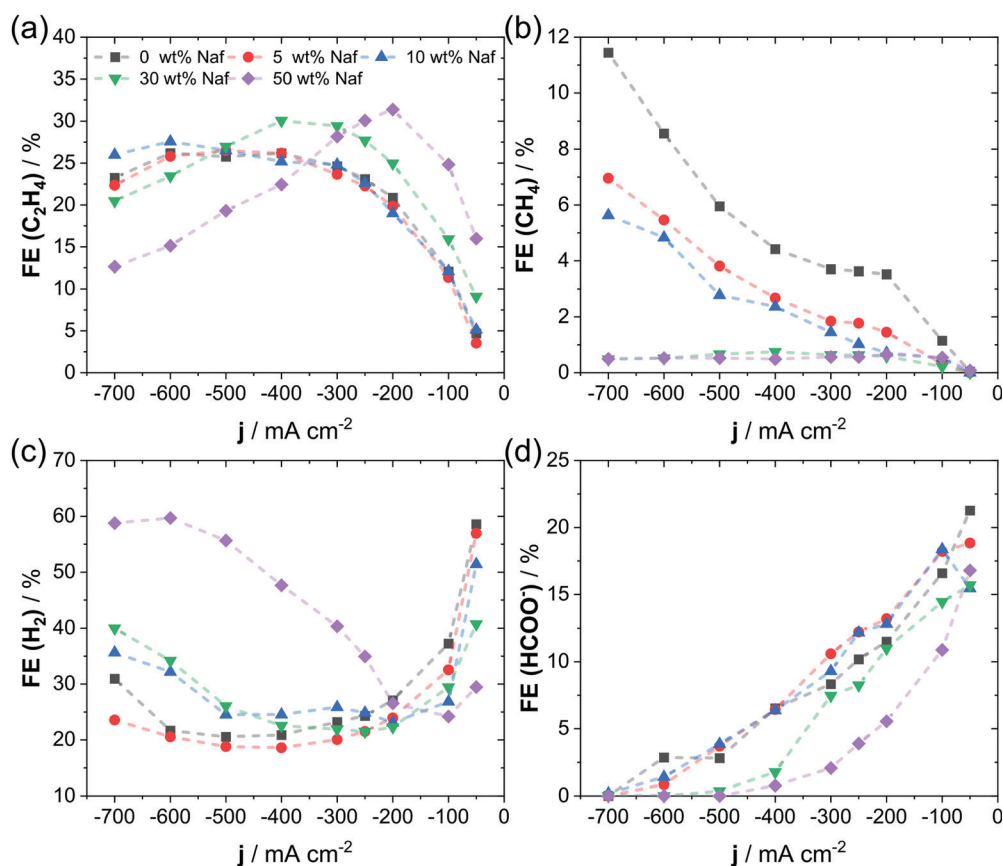 (a)
FE (C₂H₄) / %
40
35
30
25
20
15
10
5
0
0 wt% Naf 5 wt% Naf 10 wt% Naf
30 wt% Naf 50 wt% Naf
-700 -600 -500 -400 -300 -200 -100 0
j / mA cm⁻²
(b)
FE (CH₄) / %
12
10
8
6
4
2
0
-700 -600 -500 -400 -300 -200 -100 0
j / mA cm⁻²
(c)
FE (H₂) / %
70
60
50
40
30
20
10
-700 -600 -500 -400 -300 -200 -100 0
j / mA cm⁻²
(d)
FE (HCOO⁻) / %
25
20
15
10
5
0
-700 -600 -500 -400 -300 -200 -100 0
j / mA cm⁻²